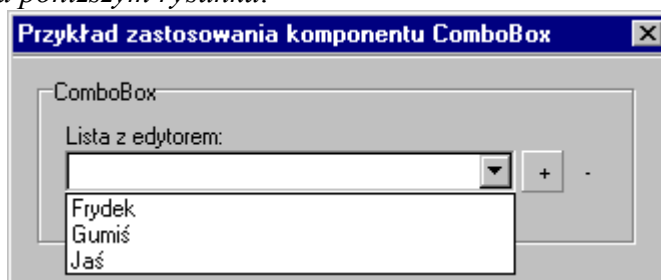 a poniższym rysunku.
Przykład zastosowania komponentu ComboBox
ComboBox
Lista z edytorem:
+ -
Frydek
Gumiś
Jaś